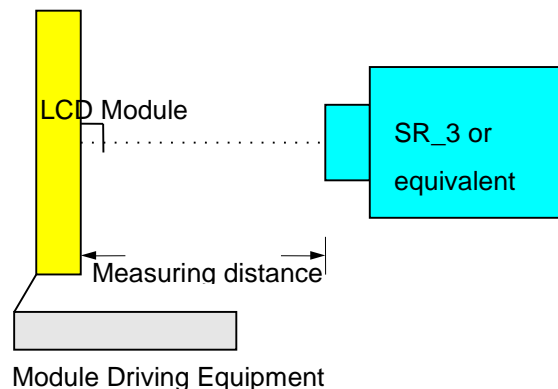 LCD Module
SR_3 or
equivalent
Measuring distance
Module Driving Equipment